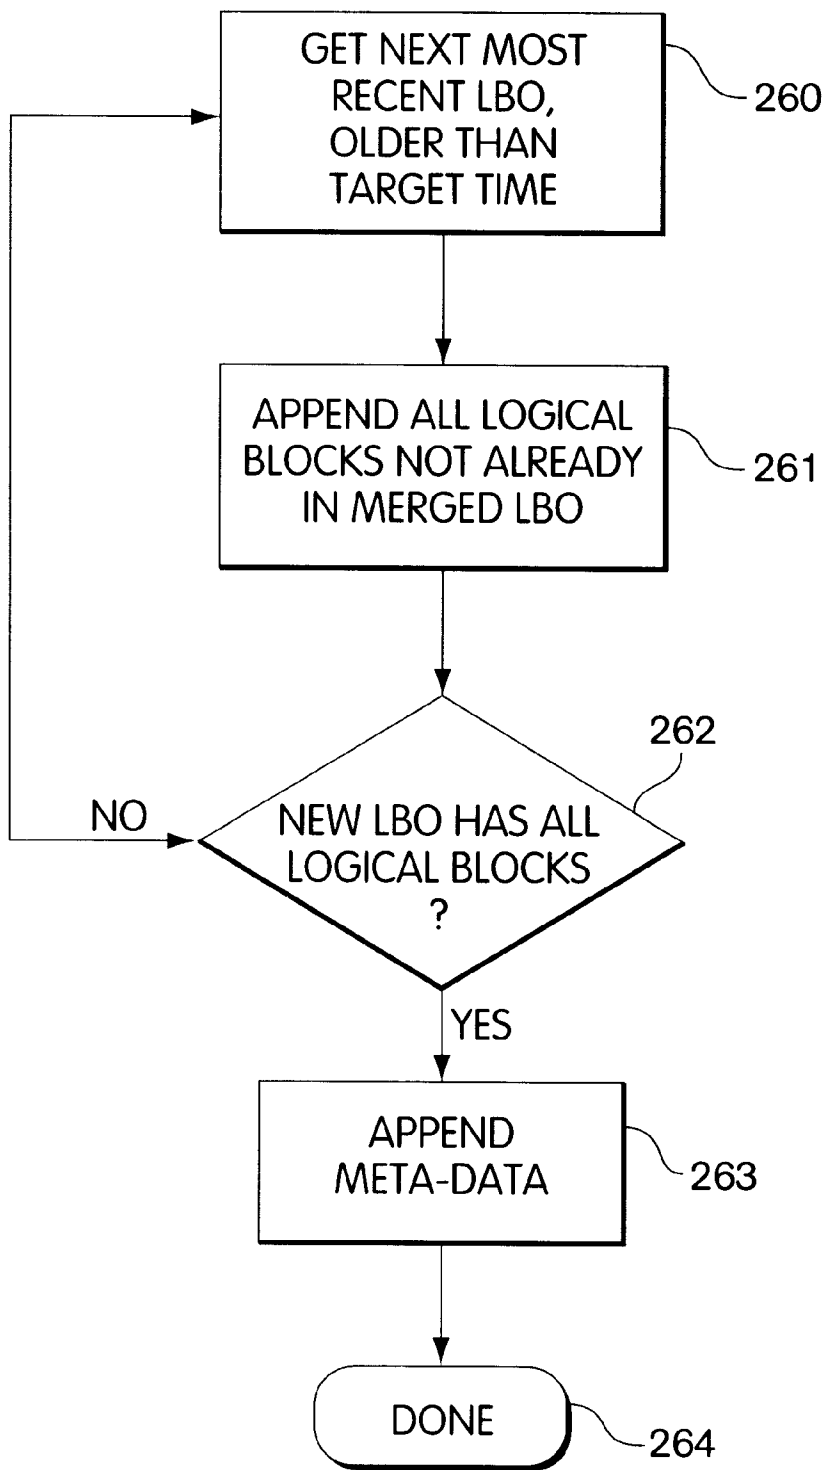 GET NEXT MOST
RECENT LBO,
OLDER THAN
TARGET TIME
260
APPEND ALL LOGICAL
BLOCKS NOT ALREADY
IN MERGED LBO
261
262
NO
NEW LBO HAS ALL
LOGICAL BLOCKS
?
YES
APPEND
META-DATA
263
DONE
264